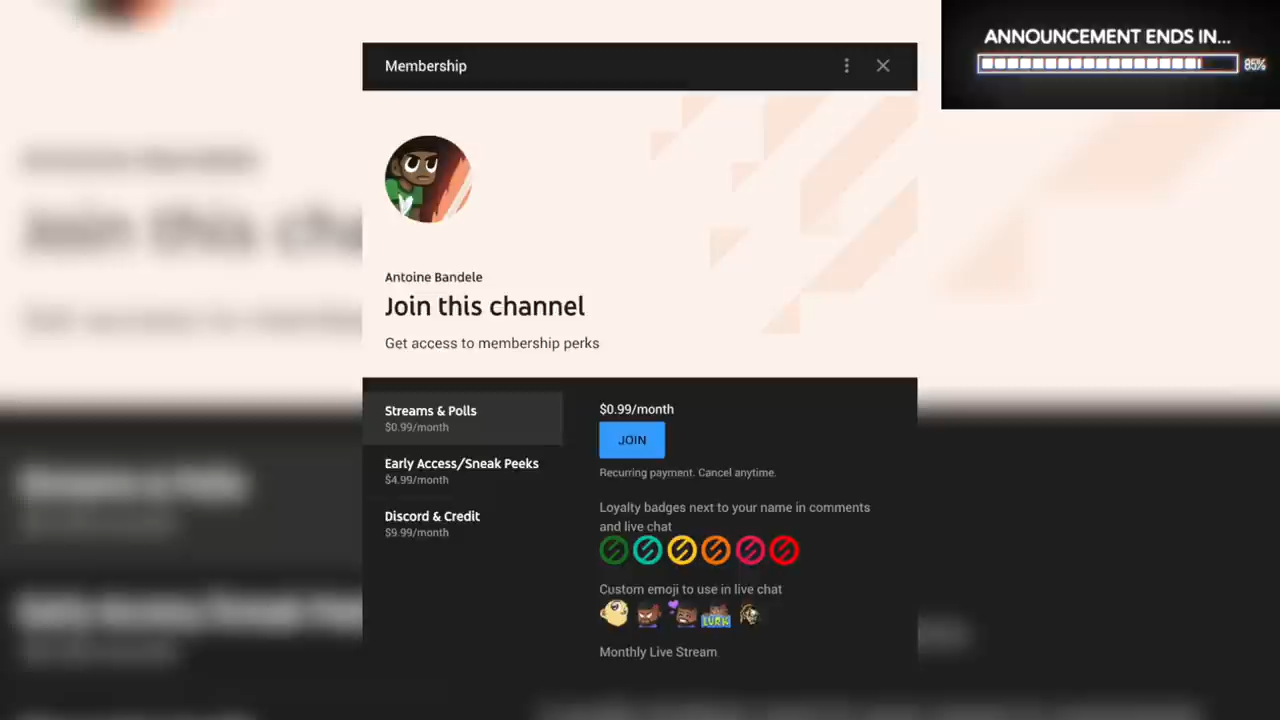 ANNOUNCEMENT ENDS IN...
85%
Membership
Antoine Bandele
Join this channel
Get access to membership perks
Streams & Polls
$0.99/month
Early Access/Sneak Peeks
$4.99/month
Discord & Credit
$9.99/month
$0.99/month
JOIN
Recurring payment. Cancel anytime.
Loyalty badges next to your name in comments
and live chat
Custom emoji to use in live chat
LURK
Monthly Live Stream